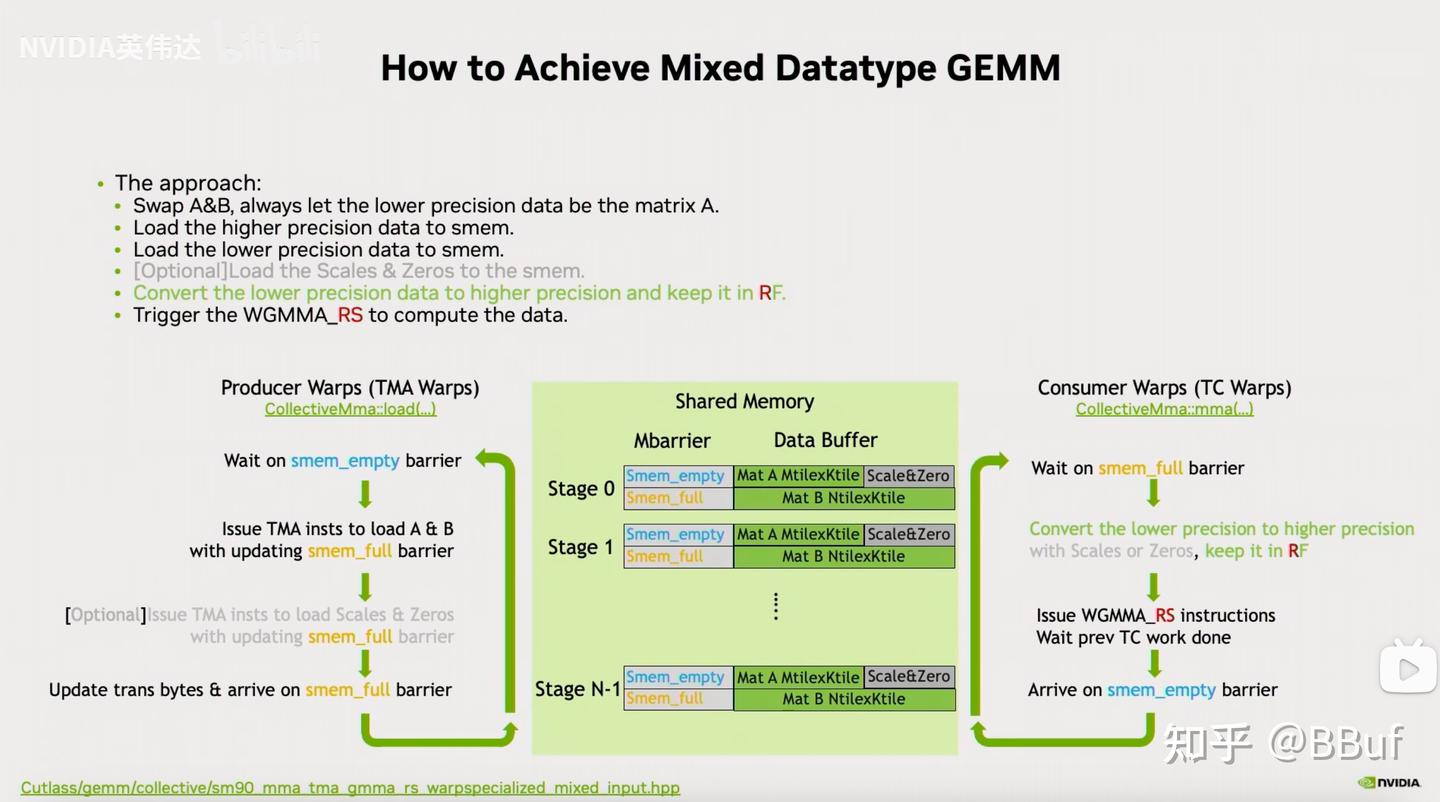 NVIDIA英伟达 bilibili
How to Achieve Mixed Datatype GEMM
• The approach:
• Swap A&B, always let the lower precision data be the matrix A.
• Load the higher precision data to smem.
• Load the lower precision data to smem.
• [Optional]Load the Scales & Zeros to the smem.
• Convert the lower precision data to higher precision and keep it in RF.
• Trigger the WGMMA_RS to compute the data.
Producer Warps (TMA Warps)
CollectiveMma::load(...)
Wait on smem_empty barrier
Issue TMA insts to load A & B
with updating smem_full barrier
[Optional]Issue TMA insts to load Scales & Zeros
with updating smem_full barrier
Update trans bytes & arrive on smem_full barrier
Shared Memory
Mbarrier Data Buffer
Stage 0
Smem_empty Mat A MtilexKtile Scale&Zero
Smem_full Mat B NtilexKtile
Stage 1
Smem_empty Mat A MtilexKtile Scale&Zero
Smem_full Mat B NtilexKtile
Stage N-1
Smem_empty Mat A MtilexKtile Scale&Zero
Smem_full Mat B NtilexKtile
Consumer Warps (TC Warps)
CollectiveMma::mma(...)
Wait on smem_full barrier
Convert the lower precision to higher precision
with Scales or Zeros, keep it in RF
Issue WGMMA_RS instructions
Wait prev TC work done
Arrive on smem_empty barrier
知乎 @BBuf
Cutlass/gemm/collective/sm90_mma_tma_gmma_rs_warpspecialized_mixed_input.hpp
NVIDIA.